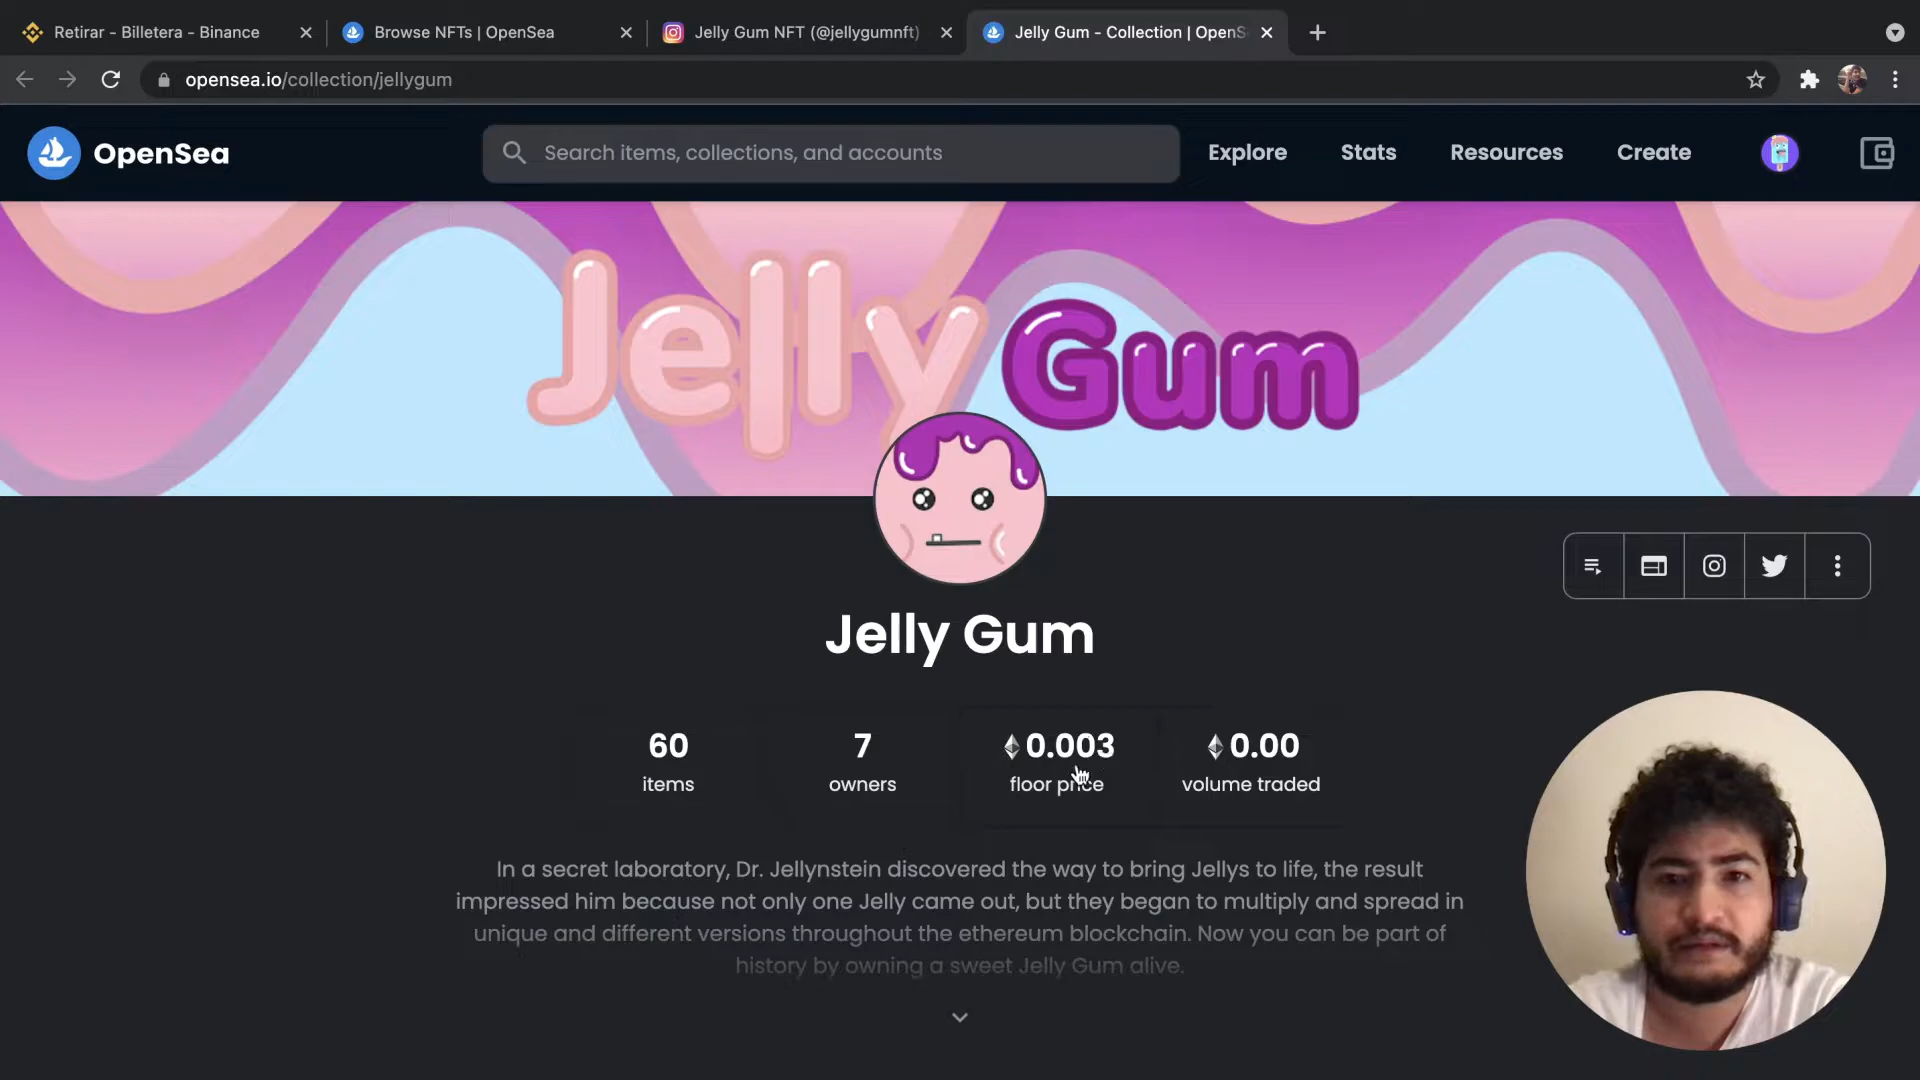 Retirar - Billetera - Binance
Browse NFTs | OpenSea
Jelly Gum NFT (@jellygumnft)
Jelly Gum - Collection | OpenS
opensea.io/collection/jellygum
OpenSea
Search items, collections, and accounts
Explore
Stats
Resources
Create
Jelly Gum
Jelly Gum
60
items
7
owners
0.003
floor price
0.00
volume traded
In a secret laboratory, Dr. Jellynstein discovered the way to bring Jellys to life, the result
impressed him because not only one Jelly came out, but they began to multiply and spread in
unique and different versions throughout the ethereum blockchain. Now you can be part of
history by owning a sweet Jelly Gum alive.